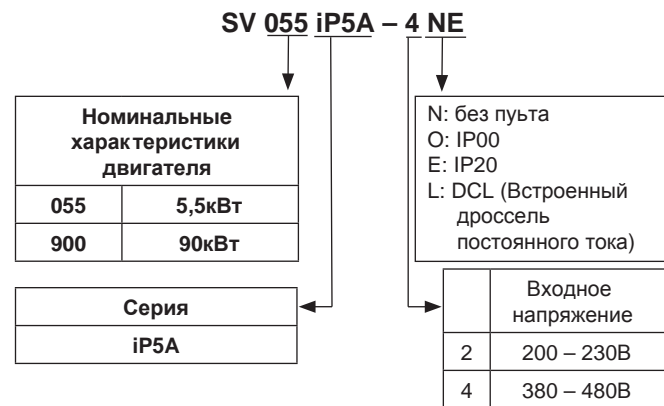 SV 055 iP5A – 4 NE
Номинальные
характеристики
двигателя
055 5,5кВт
900 90кВт
Серия
iP5A
N: без пуьта
O: IP00
E: IP20
L: DCL (Встроенный
дроссель
постоянного тока)
Входное
напряжение
2 200 – 230В
4 380 – 480В